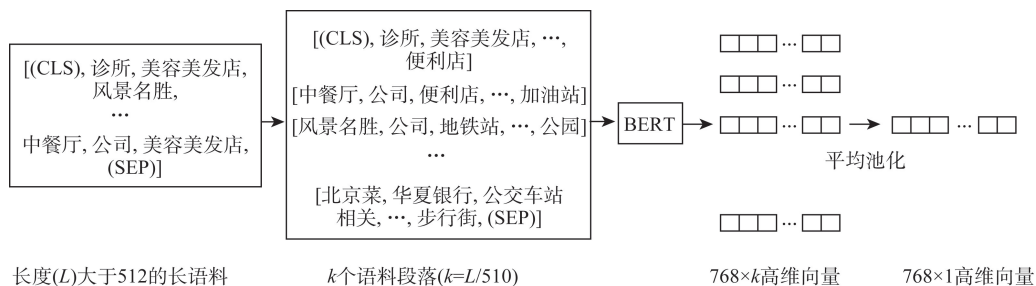 [(CLS), 诊所, 美容美发店,
风景名胜,
…
中餐厅, 公司, 美容美发店,
(SEP)]
[(CLS), 诊所, 美容美发店, …,
便利店]
[中餐厅, 公司, 便利店, …, 加油站]
[风景名胜, 公司, 地铁站, …, 公园]
…
[北京菜, 华夏银行, 公交车站
相关, …, 步行街, (SEP)]
BERT
…
…
…
…
…
平均池化
长度(L)大于512的长语料
k个语料段落(k=L/510)
768×k高维向量
768×1高维向量